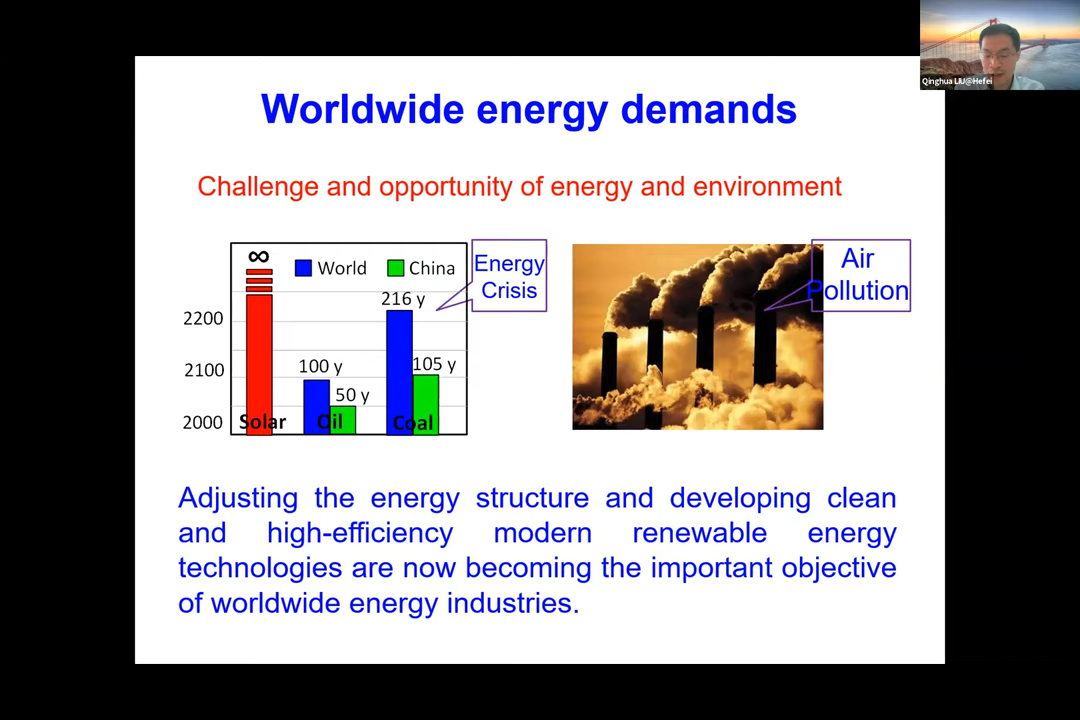 Qinghua LIU@Hefei
Worldwide energy demands
Challenge and opportunity of energy and environment
∞
World
China
Energy
Crisis
216 y
2200
100 y
105 y
2100
50 y
2000
Solar
Oil
Coal
Air
Pollution
Adjusting the energy structure and developing clean
and high-efficiency modern renewable energy
technologies are now becoming the important objective
of worldwide energy industries.